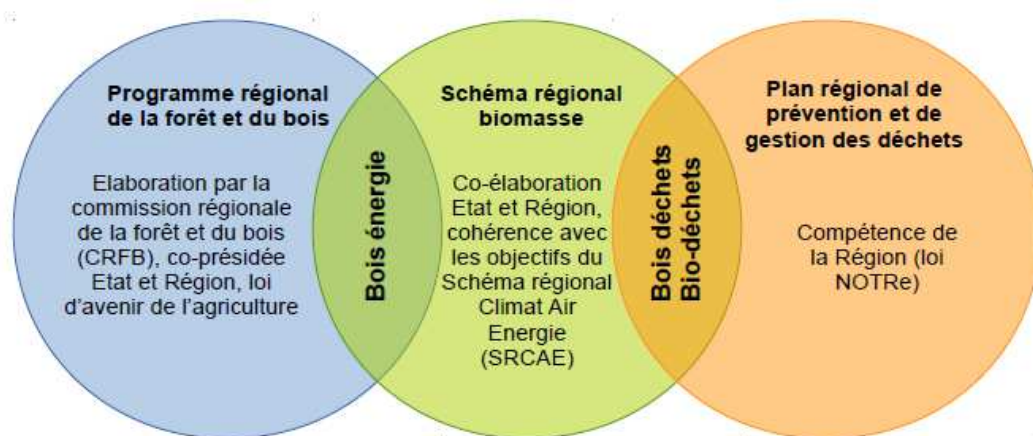 Programme régional
de la forêt et du bois
Elaboration par la
commission régionale
de la forêt et du bois
(CRFB), co-présidée
Etat et Région, loi
d'avenir de l'agriculture
Bois énergie
Schéma régional
biomasse
Co-élaboration
Etat et Région,
cohérence avec
les objectifs du
Schéma régional
Climat Air
Energie
(SRCAE)
Bois déchets
Bio-déchets
Plan régional de
prévention et de
gestion des déchets
Compétence de
la Région (loi
NOTRe)